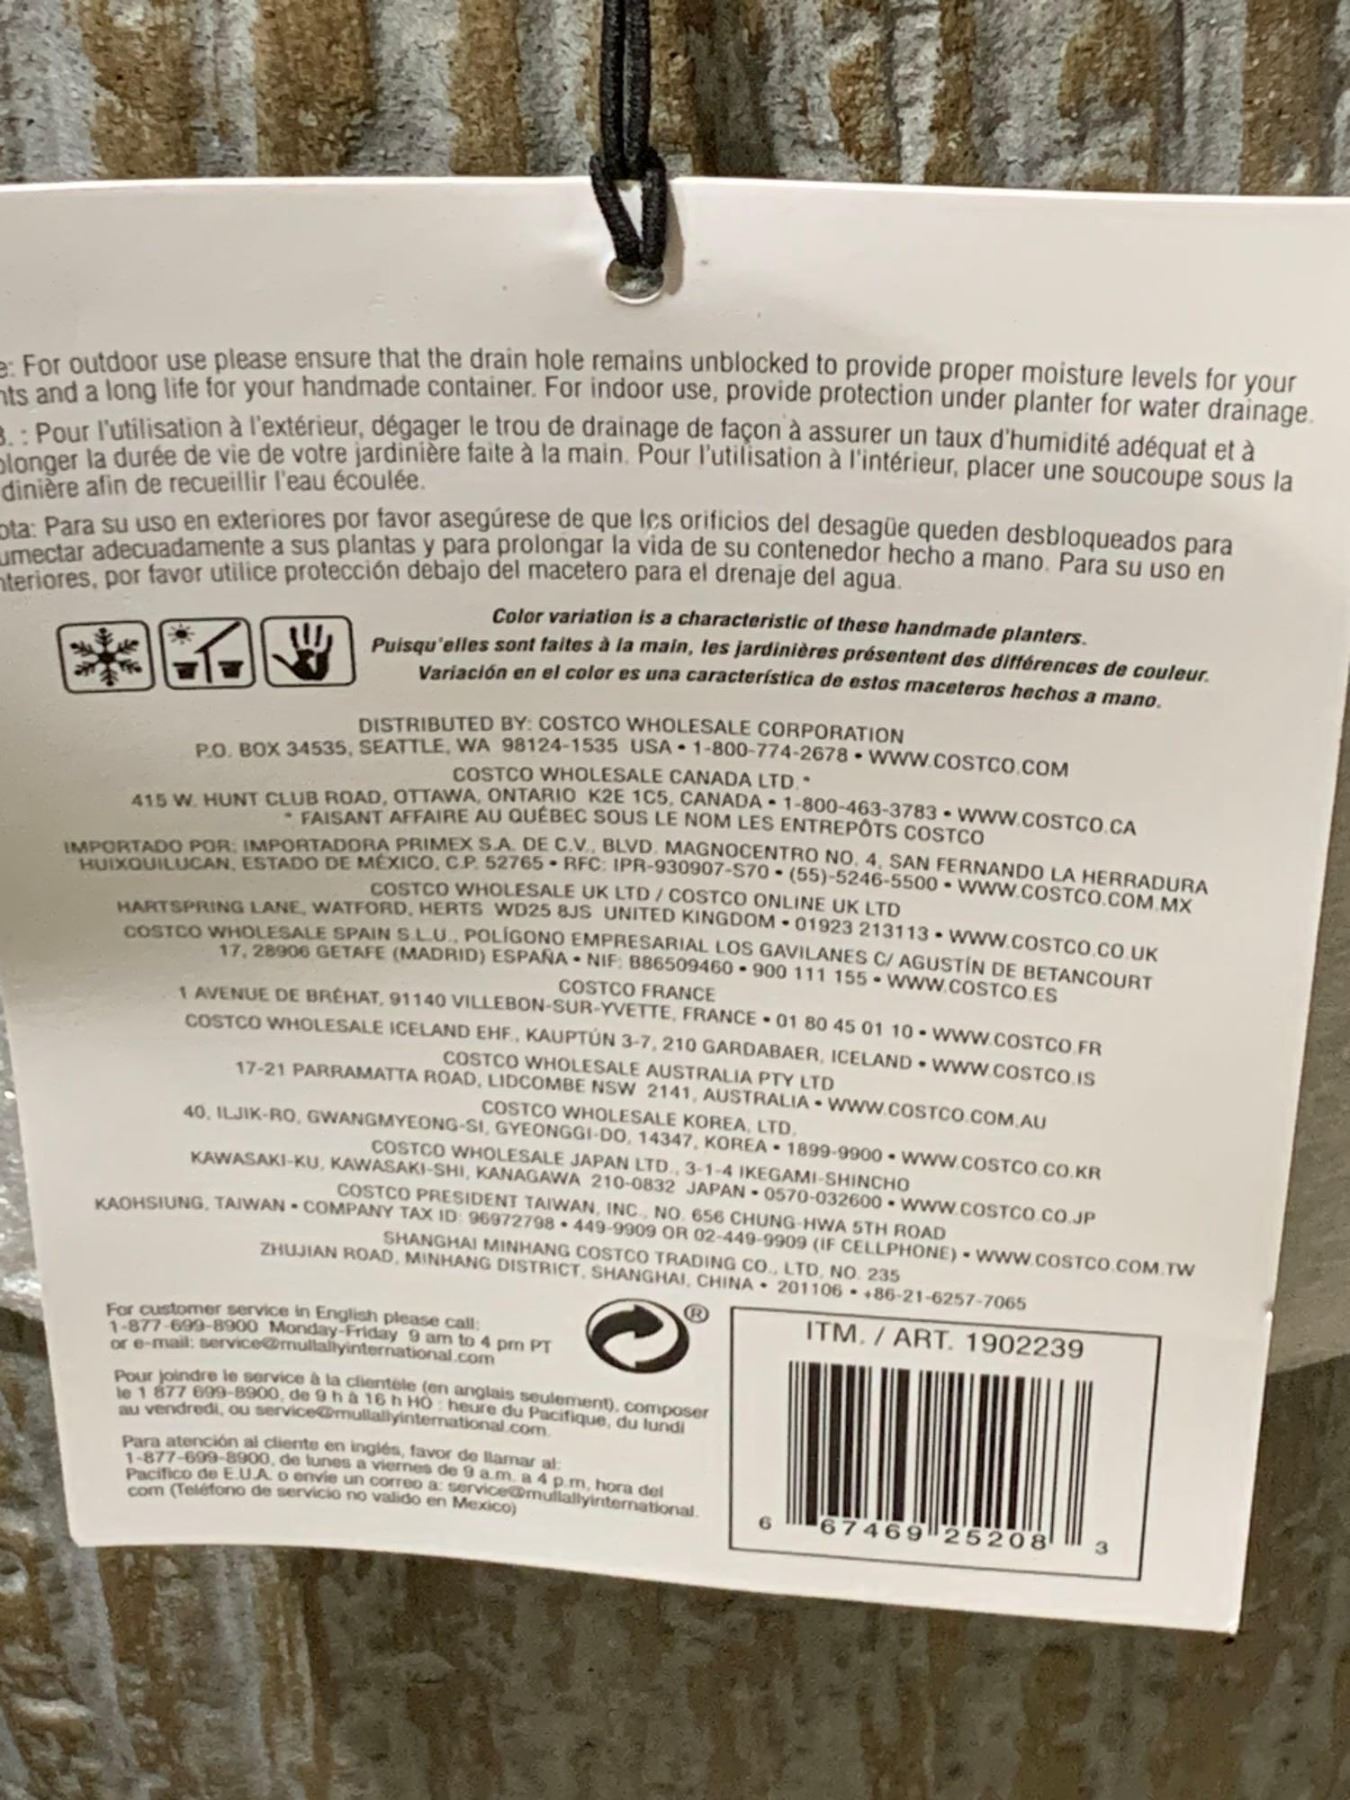 e: For outdoor use please ensure that the drain hole remains unblocked to provide proper moisture levels for your
nts and a long life for your handmade container. For indoor use, provide protection under planter for water drainage.
B. : Pour l'utilisation à l'extérieur, dégager le trou de drainage de façon à assurer un taux d'humidité adéquat et à
olonger la durée de vie de votre jardinière faite à la main. Pour l'utilisation à l'intérieur, placer une soucoupe sous la
dinière afin de recueillir l'eau écoulée.
ota: Para su uso en exteriores por favor asegúrese de que los orificios del desagüe queden desbloqueados para
umectar adecuadamente a sus plantas y para prolongar la vida de su contenedor hecho a mano. Para su uso en
nteriores, por favor utilice protección debajo del macetero para el drenaje del agua.
Color variation is a characteristic of these handmade planters.
Puisqu'elles sont faites à la main, les jardinières présentent des différences de couleur.
Variación en el color es una característica de estos maceteros hechos a mano.
DISTRIBUTED BY: COSTCO WHOLESALE CORPORATION
P.O. BOX 34535, SEATTLE, WA 98124-1535 USA • 1-800-774-2678 • WWW.COSTCO.COM
COSTCO WHOLESALE CANADA LTD.*
415 W. HUNT CLUB ROAD, OTTAWA, ONTARIO K2E 1C5, CANADA • 1-800-463-3783 • WWW.COSTCO.CA
* FAISANT AFFAIRE AU QUÉBEC SOUS LE NOM LES ENTREPÔTS COSTCO
IMPORTADO POR: IMPORTADORA PRIMEX S.A. DE C.V., BLVD. MAGNOCENTRO NO. 4, SAN FERNANDO LA HERRADURA
HUIXQUILUCAN, ESTADO DE MÉXICO, C.P. 52765 • RFC: IPR-930907-S70 • (55)-5246-5500 • WWW.COSTCO.COM.MX
COSTCO WHOLESALE UK LTD / COSTCO ONLINE UK LTD
HARTSPRING LANE, WATFORD, HERTS WD25 8JS UNITED KINGDOM • 01923 213113 • WWW.COSTCO.CO.UK
COSTCO WHOLESALE SPAIN S.L.U., POLÍGONO EMPRESARIAL LOS GAVILANES C/ AGUSTÍN DE BETANCOURT
17, 28906 GETAFE (MADRID) ESPAÑA • NIF: B86509460 • 900 111 155 • WWW.COSTCO.ES
COSTCO FRANCE
1 AVENUE DE BRÉHAT, 91140 VILLEBON-SUR-YVETTE, FRANCE • 01 80 45 01 10 • WWW.COSTCO.FR
COSTCO WHOLESALE ICELAND EHF., KAUPTÚN 3-7, 210 GARDABAER, ICELAND • WWW.COSTCO.IS
COSTCO WHOLESALE AUSTRALIA PTY LTD
17-21 PARRAMATTA ROAD, LIDCOMBE NSW 2141, AUSTRALIA • WWW.COSTCO.COM.AU
COSTCO WHOLESALE KOREA, LTD.
40, ILJIK-RO, GWANGMYEONG-SI, GYEONGGI-DO, 14347, KOREA • 1899-9900 • WWW.COSTCO.CO.KR
COSTCO WHOLESALE JAPAN LTD., 3-1-4 IKEGAMI-SHINCHO
KAWASAKI-KU, KAWASAKI-SHI, KANAGAWA 210-0832 JAPAN • 0570-032600 • WWW.COSTCO.CO.JP
COSTCO PRESIDENT TAIWAN, INC., NO. 656 CHUNG-HWA 5TH ROAD
KAOHSIUNG, TAIWAN • COMPANY TAX ID: 96972798 • 449-9909 OR 02-449-9909 (IF CELLPHONE) • WWW.COSTCO.COM.TW
SHANGHAI MINHANG COSTCO TRADING CO., LTD, NO. 235
ZHUJIAN ROAD, MINHANG DISTRICT, SHANGHAI, CHINA • 201106 • +86-21-6257-7065
For customer service in English please call:
1-877-699-8900 Monday-Friday 9 am to 4 pm PT
or e-mail: service@mullallyinternational.com
Pour joindre le service à la clientèle (en anglais seulement), composer
le 1 877 699-8900, de 9 h à 16 h HO : heure du Pacifique, du lundi
au vendredi, ou service@mullallyinternational.com.
Para atención al cliente en inglés, favor de llamar al:
1-877-699-8900, de lunes a viernes de 9 a.m. a 4 p.m, hora del
Pacífico de E.U.A. o envíe un correo a: service@mullallyinternational.
com (Teléfono de servicio no valido en Mexico)
®
ITM. / ART. 1902239
6 67469 25208 3